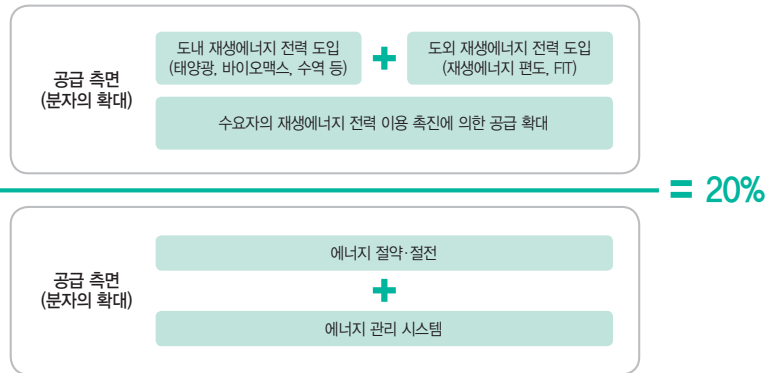 도내 재생에너지 전력 도입
(태양광, 바이오맥스, 수역 등)
+
도외 재생에너지 전력 도입
(재생에너지 편도, FIT)
공급 측면
(분자의 확대)
수요자의 재생에너지 전력 이용 촉진에 의한 공급 확대
= 20%
에너지 절약·절전
공급 측면
(분자의 확대)
+
에너지 관리 시스템